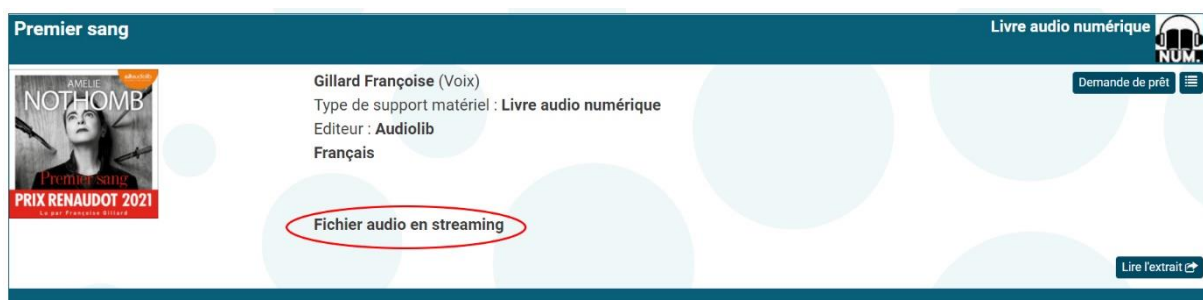 Premier sang
Livre audio numérique
NUM.
AMELIE
NOTHOMB
Premier sang
PRIX RENAUDOT 2021
Lu par Françoise Gillard
Gillard Françoise (Voix)
Type de support matériel : Livre audio numérique
Editeur : Audiolib
Français
Fichier audio en streaming
Demande de prêt
Lire l'extrait